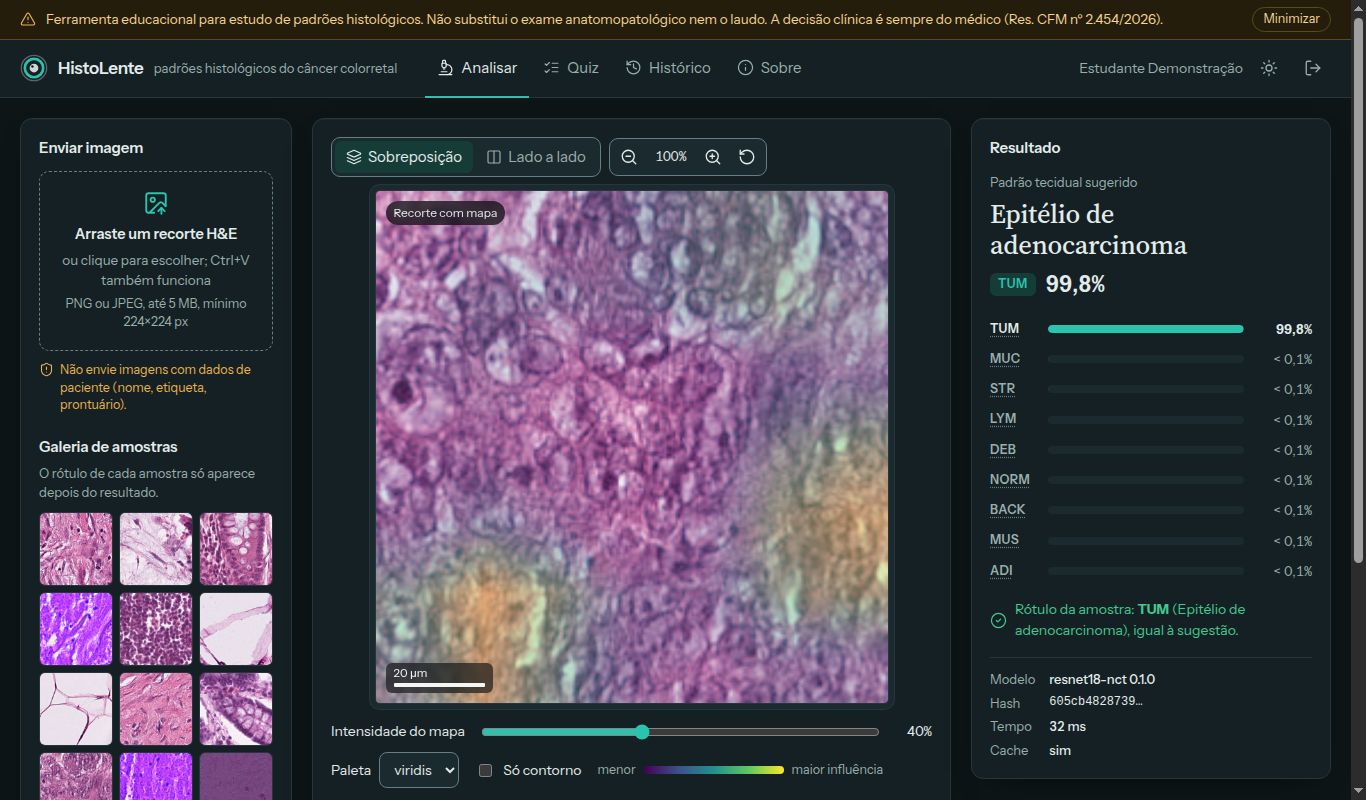 Ferramenta educacional para estudo de padrões histológicos. Não substitui o exame anatomopatológico nem o laudo. A decisão clínica é sempre do médico (Res. CFM nº 2.454/2026).
Minimizar
HistoLente
padrões histológicos do câncer colorretal
Analisar
Quiz
Histórico
Sobre
Estudante Demonstração
Enviar imagem
Arraste um recorte H&E
ou clique para escolher; Ctrl+V
também funciona
PNG ou JPEG, até 5 MB, mínimo
224×224 px
Não envie imagens com dados de
paciente (nome, etiqueta,
prontuário).
Galeria de amostras
O rótulo de cada amostra só aparece
depois do resultado.
Sobreposição
Lado a lado
100%
Recorte com mapa
20 µm
Intensidade do mapa
40%
Paleta
viridis
Só contorno
menor
maior influência
Resultado
Padrão tecidual sugerido
Epitélio de
adenocarcinoma
TUM 99,8%
TUM 99,8%
MUC < 0,1%
STR < 0,1%
LYM < 0,1%
DEB < 0,1%
NORM < 0,1%
BACK < 0,1%
MUS < 0,1%
ADI < 0,1%
Rótulo da amostra: TUM (Epitélio de
adenocarcinoma), igual à sugestão.
Modelo resnet18-nct 0.1.0
Hash 605cb4828739…
Tempo 32 ms
Cache sim